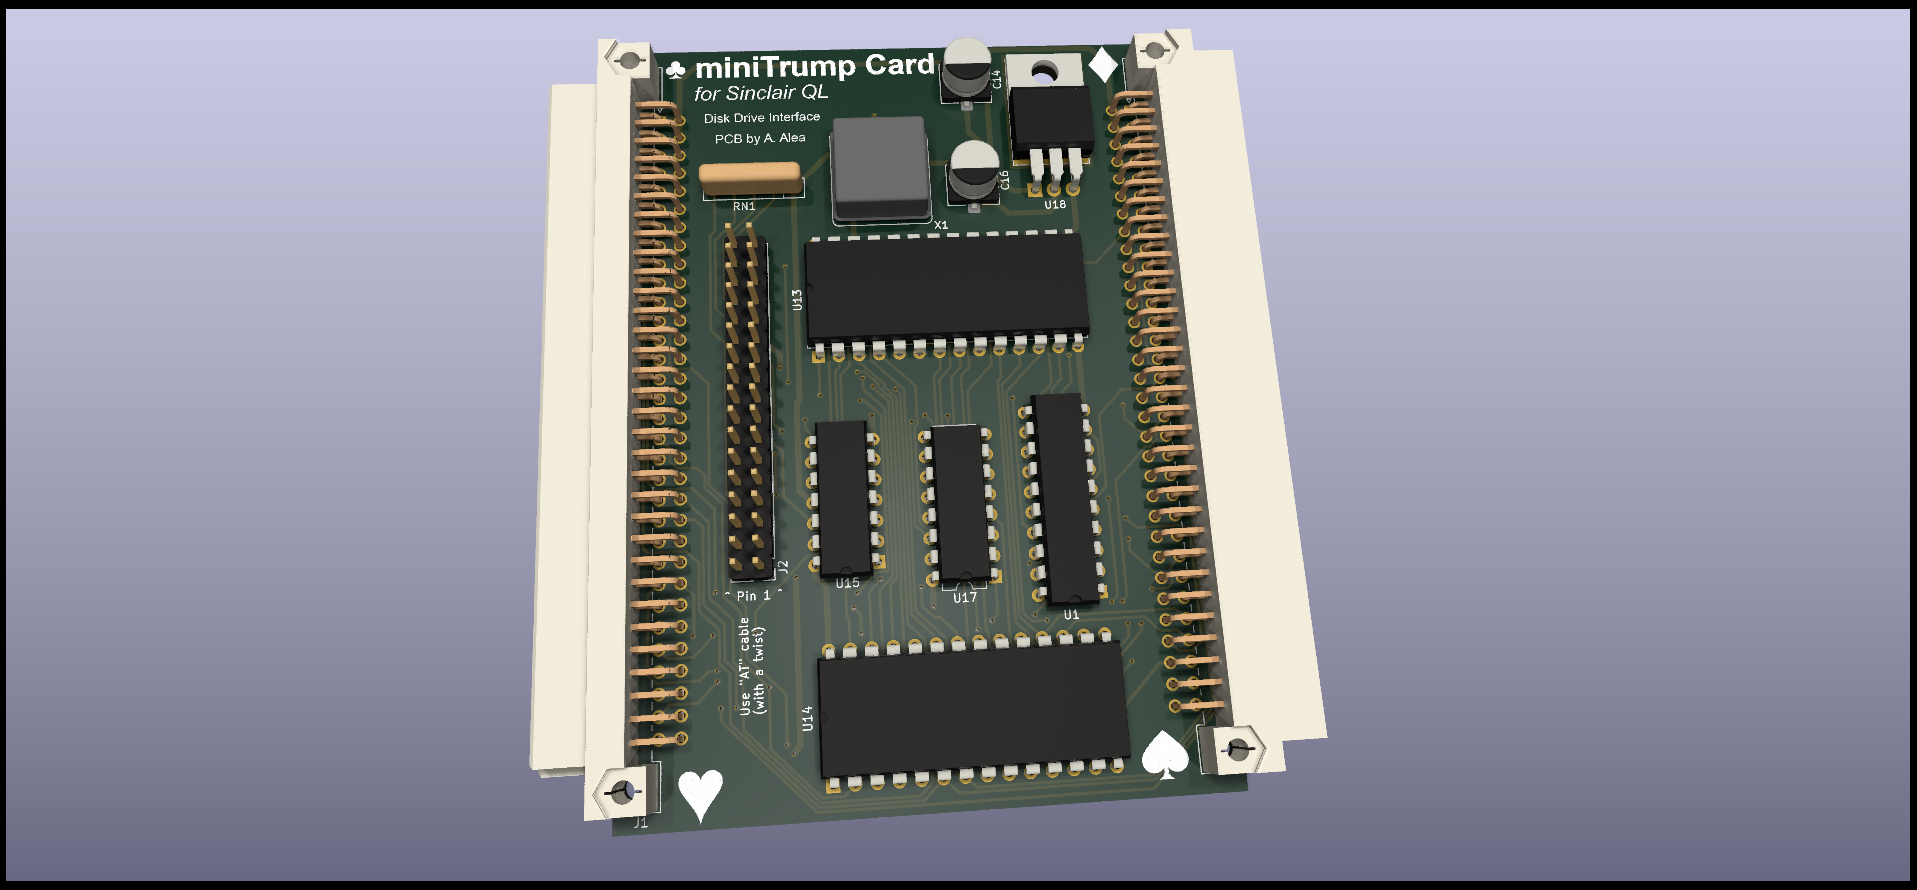 miniTrump Card
for Sinclair QL
Disk Drive Interface
PCB by A. Alea
C14
C16
RN1
X1
U18
U13
J2
U15
U17
U1
^ Pin 1 ^
Use "AT" cable
(with a twist)
U14
J1